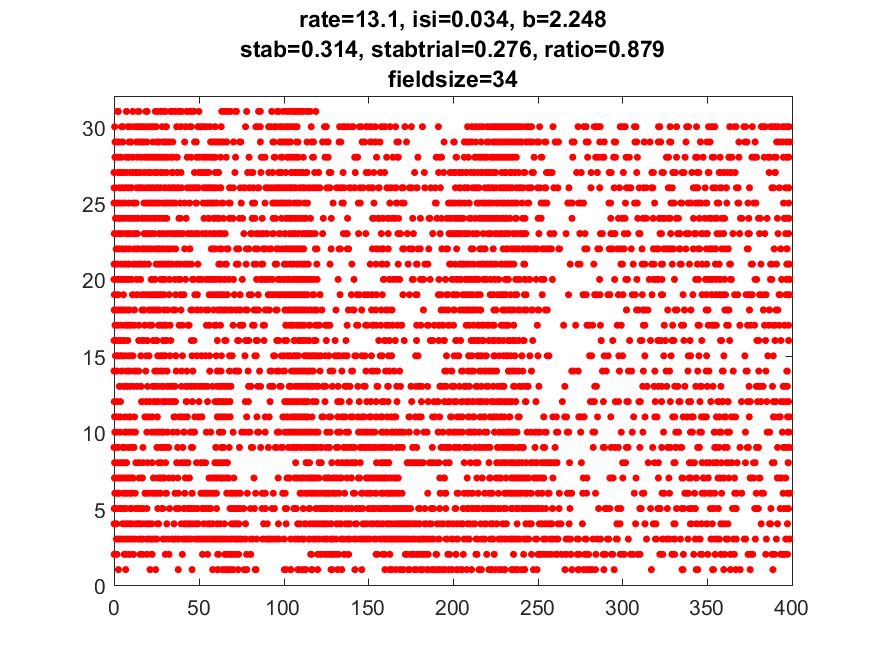 rate=13.1, isi=0.034, b=2.248
stab=0.314, stabtrial=0.276, ratio=0.879
fieldsize=34
30
25
20
15
10
5
0
0 50 100 150 200 250 300 350 400